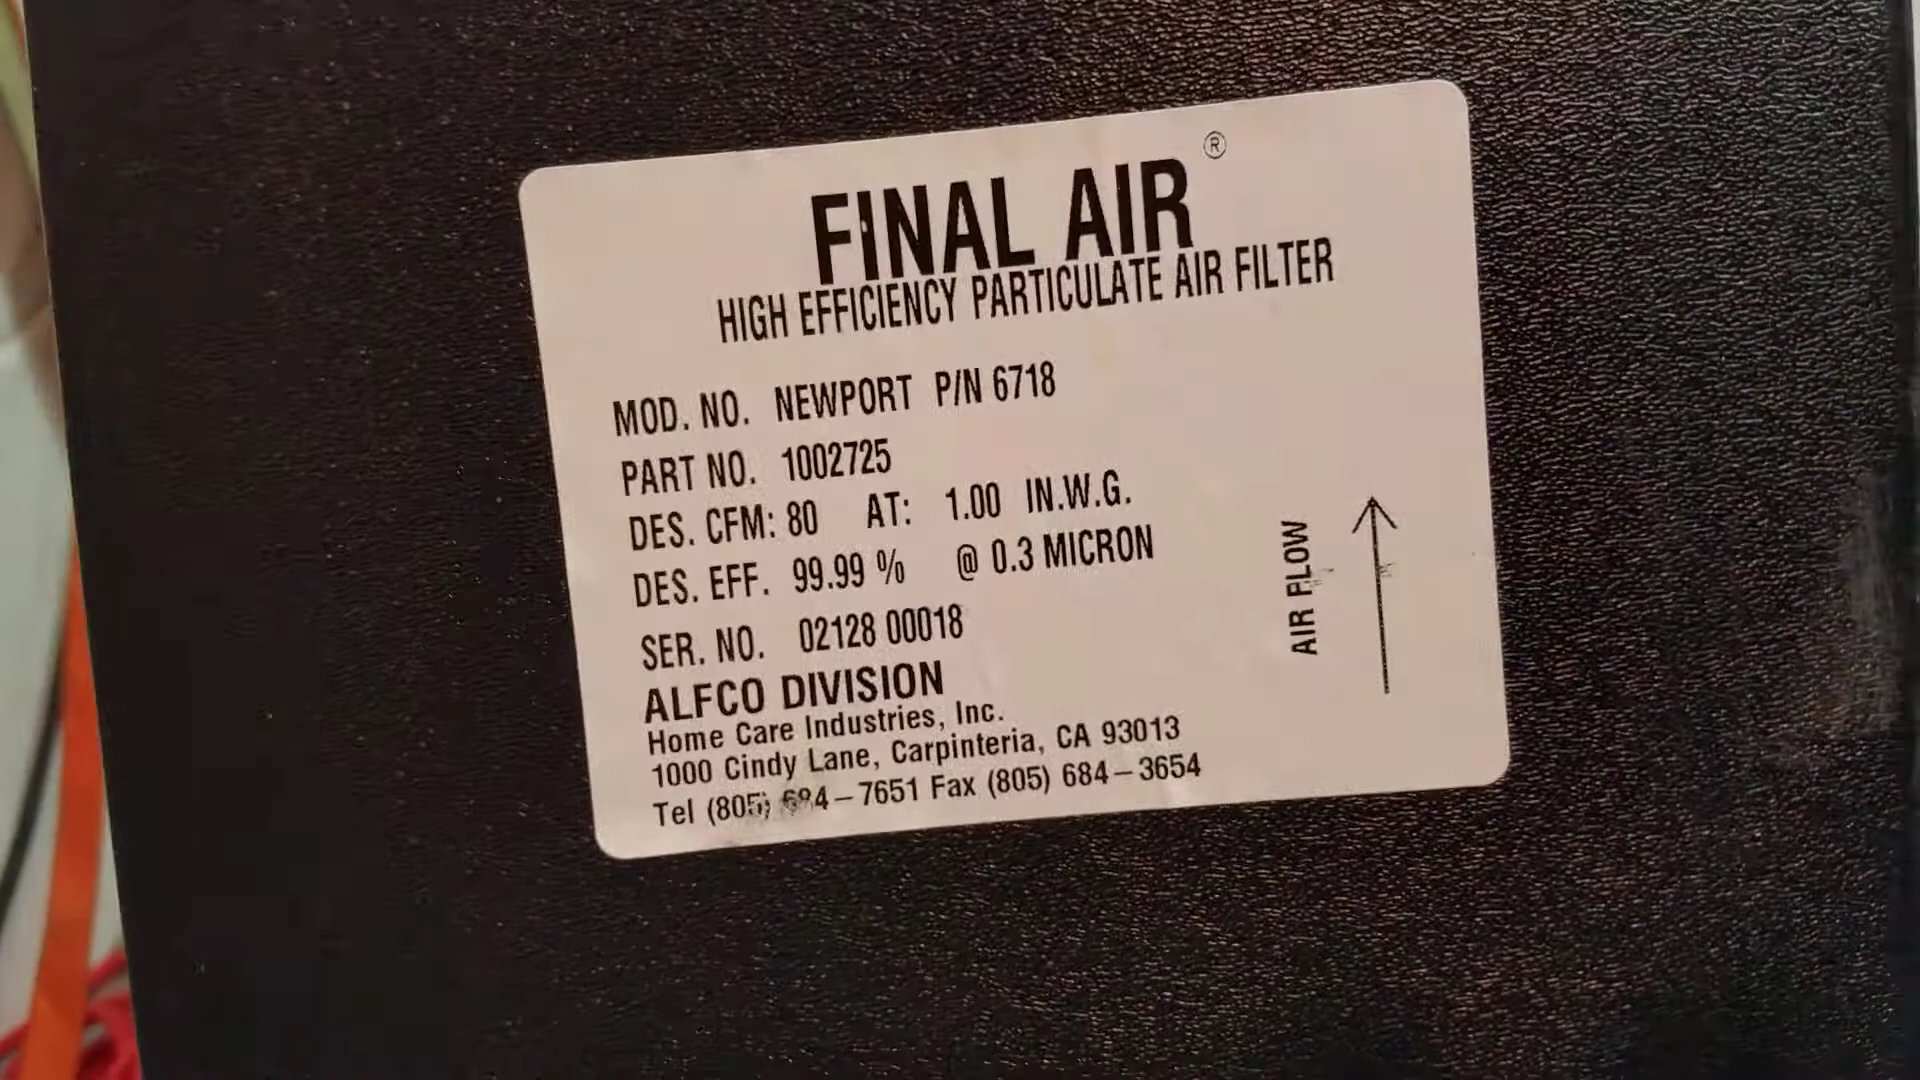 FINAL AIR ®
HIGH EFFICIENCY PARTICULATE AIR FILTER
MOD. NO. NEWPORT P/N 6718
PART NO. 1002725
DES. CFM: 80 AT: 1.00 IN.W.G.
DES. EFF. 99.99 % @ 0.3 MICRON
SER. NO. 02128 00018
AIR FLOW
ALFCO DIVISION
Home Care Industries, Inc.
1000 Cindy Lane, Carpinteria, CA 93013
Tel (805) 684–7651 Fax (805) 684–3654